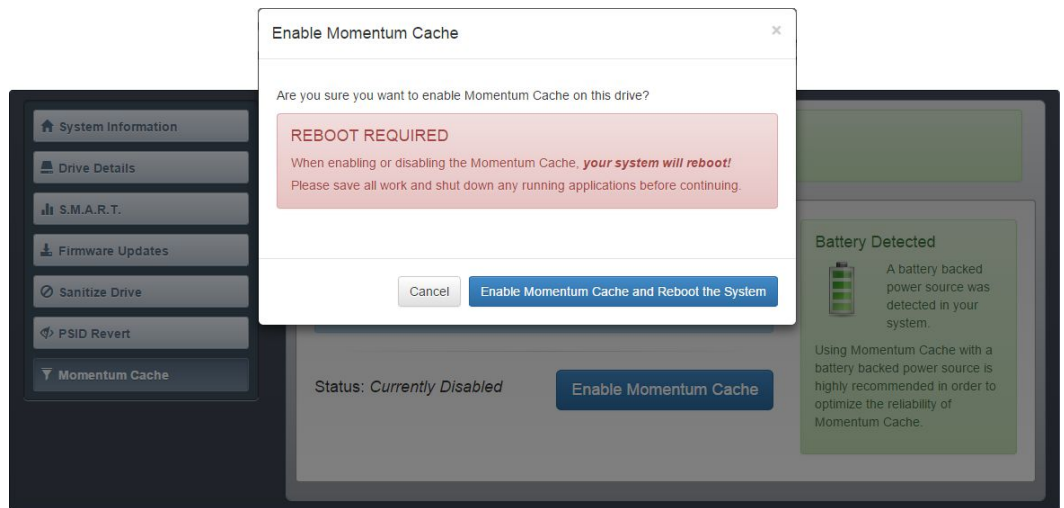 Enable Momentum Cache
×
Are you sure you want to enable Momentum Cache on this drive?
REBOOT REQUIRED
When enabling or disabling the Momentum Cache, your system will reboot!
Please save all work and shut down any running applications before continuing.
Cancel
Enable Momentum Cache and Reboot the System
System Information
Drive Details
S.M.A.R.T.
Firmware Updates
Sanitize Drive
PSID Revert
Momentum Cache
Status: Currently Disabled
Enable Momentum Cache
Battery Detected
A battery backed
power source was
detected in your
system.
Using Momentum Cache with a
battery backed power source is
highly recommended in order to
optimize the reliability of
Momentum Cache.